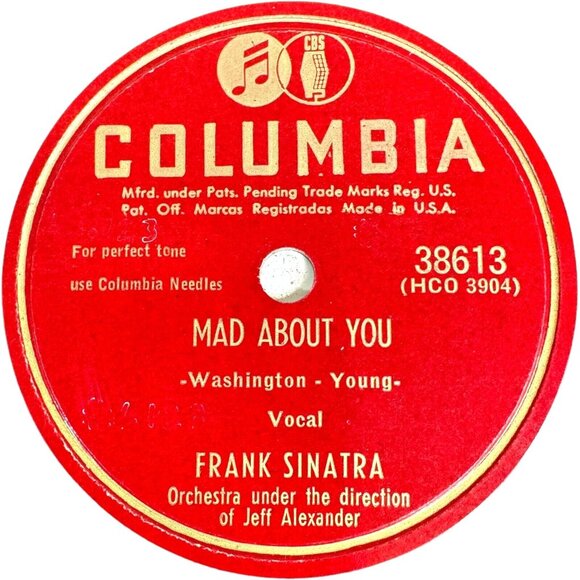 CBS
COLUMBIA
Mfrd. under Pats. Pending Trade Marks Reg. U.S.
Pat. Off. Marcas Registradas Made in U.S.A.
For perfect tone
use Columbia Needles
38613
(HCO 3904)
MAD ABOUT YOU
-Washington - Young-
Vocal
FRANK SINATRA
Orchestra under the direction
of Jeff Alexander